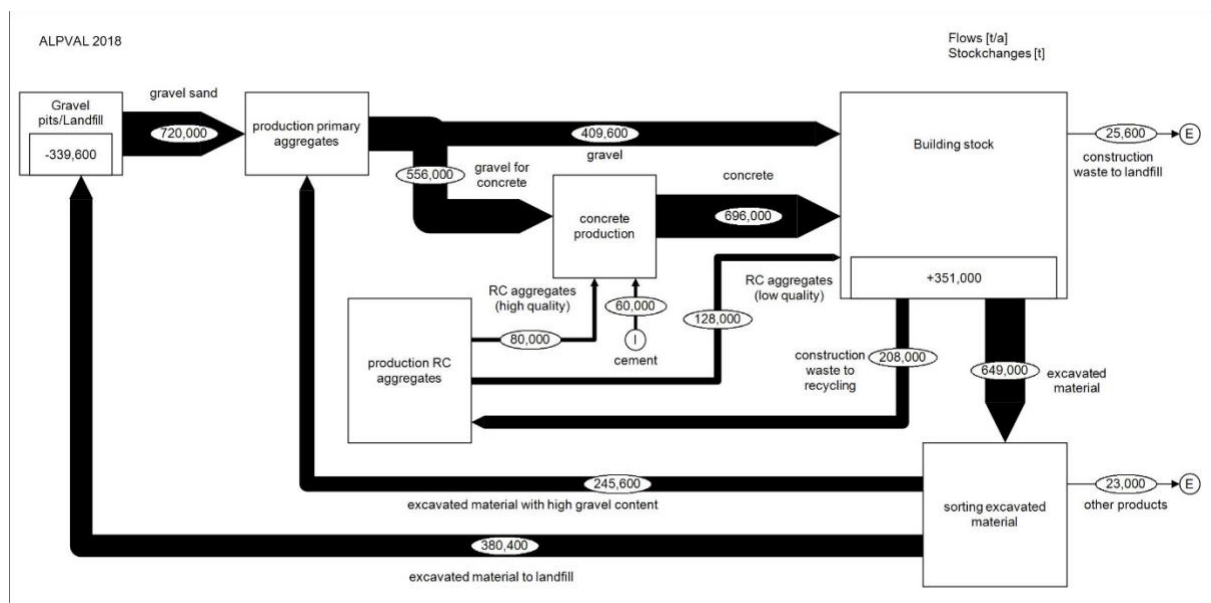 ALPVAL 2018
Flows [t/a]
Stockchanges [t]
Gravel
pits/Landfill
-339,600
gravel sand
720,000
production primary
aggregates
409,600
gravel
556,000
gravel for
concrete
concrete
production
concrete
696,000
Building stock
+351,000
25,600
E
construction
waste to landfill
RC aggregates
(high quality)
80,000
60,000
I
cement
RC aggregates
(low quality)
128,000
production RC
aggregates
construction
waste to
recycling
208,000
649,000
excavated
material
245,600
excavated material with high gravel content
380,400
excavated material to landfill
sorting excavated
material
23,000
E
other products